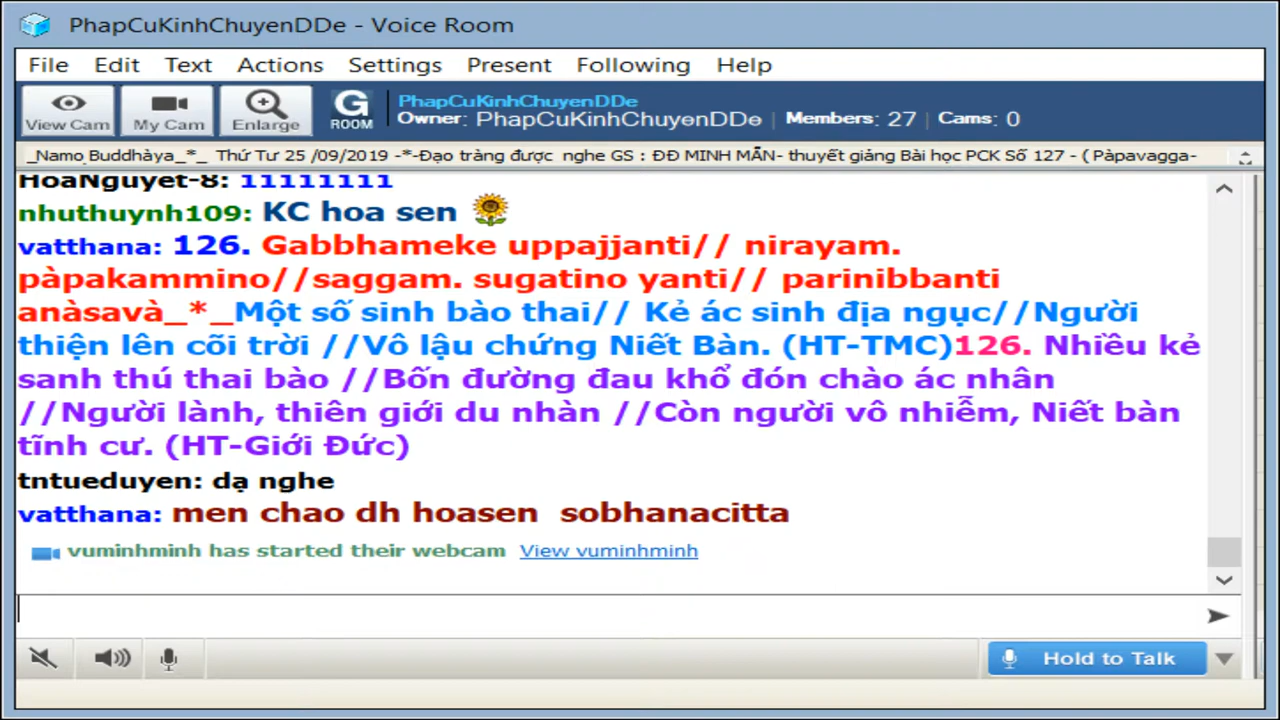 PhapCuKinhChuyenDDe - Voice Room
File Edit Text Actions Settings Present Following Help
View Cam My Cam Enlarge G ROOM PhapCuKinhChuyenDDe
Owner: PhapCuKinhChuyenDDe | Members: 27 | Cams: 0
_Namo Buddhàya_*_ Thứ Tư 25 /09/2019 -*-Đạo tràng được nghe GS : ĐĐ MINH MẪN- thuyết giảng Bài học PCK Số 127 - ( Pàpavagga-
HoaNguyet-8: 11111111
nhuthuynh109: KC hoa sen 🌻
vatthana: 126. Gabbhameke uppajjanti// nirayam.
pàpakammino//saggam. sugatino yanti// parinibbanti
anàsavà_*_Một số sinh bào thai// Kẻ ác sinh địa ngục//Người
thiện lên cõi trời //Vô lậu chứng Niết Bàn. (HT-TMC)126. Nhiều kẻ
sanh thú thai bào //Bốn đường đau khổ đón chào ác nhân
//Người lành, thiên giới du nhàn //Còn người vô nhiễm, Niết bàn
tĩnh cư. (HT-Giới Đức)
tntueduyen: dạ nghe
vatthana: men chao dh hoasen sobhanacitta
vuminhminh has started their webcam View vuminhminh
Hold to Talk